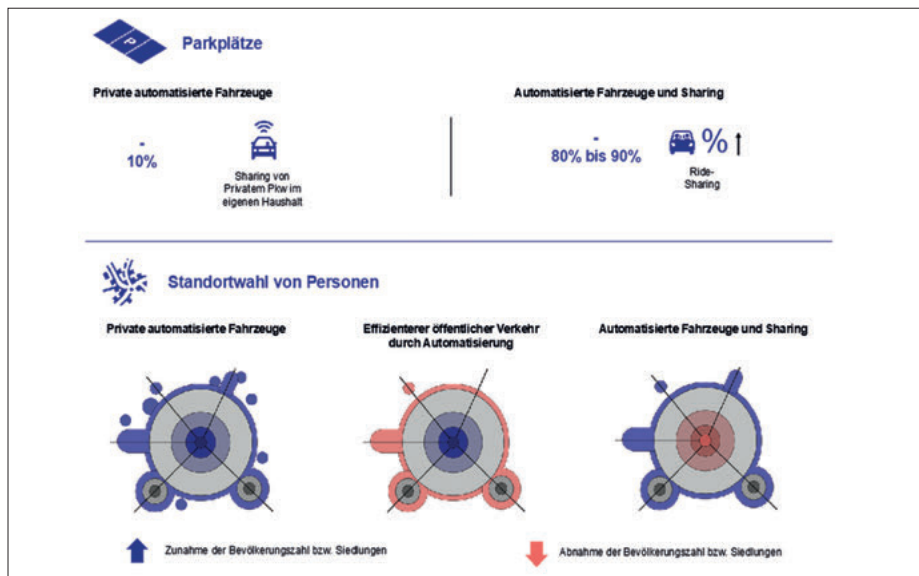 P
Parkplätze
Private automatisierte Fahrzeuge
-
10%
Sharing von
Privatem Pkw im
eigenen Haushalt
Automatisierte Fahrzeuge und Sharing
-
80% bis 90%
%
Ride-
Sharing
Standortwahl von Personen
Private automatisierte Fahrzeuge
Effizienterer öffentlicher Verkehr
durch Automatisierung
Automatisierte Fahrzeuge und Sharing
Zunahme der Bevölkerungszahl bzw. Siedlungen
Abnahme der Bevölkerungszahl bzw. Siedlungen